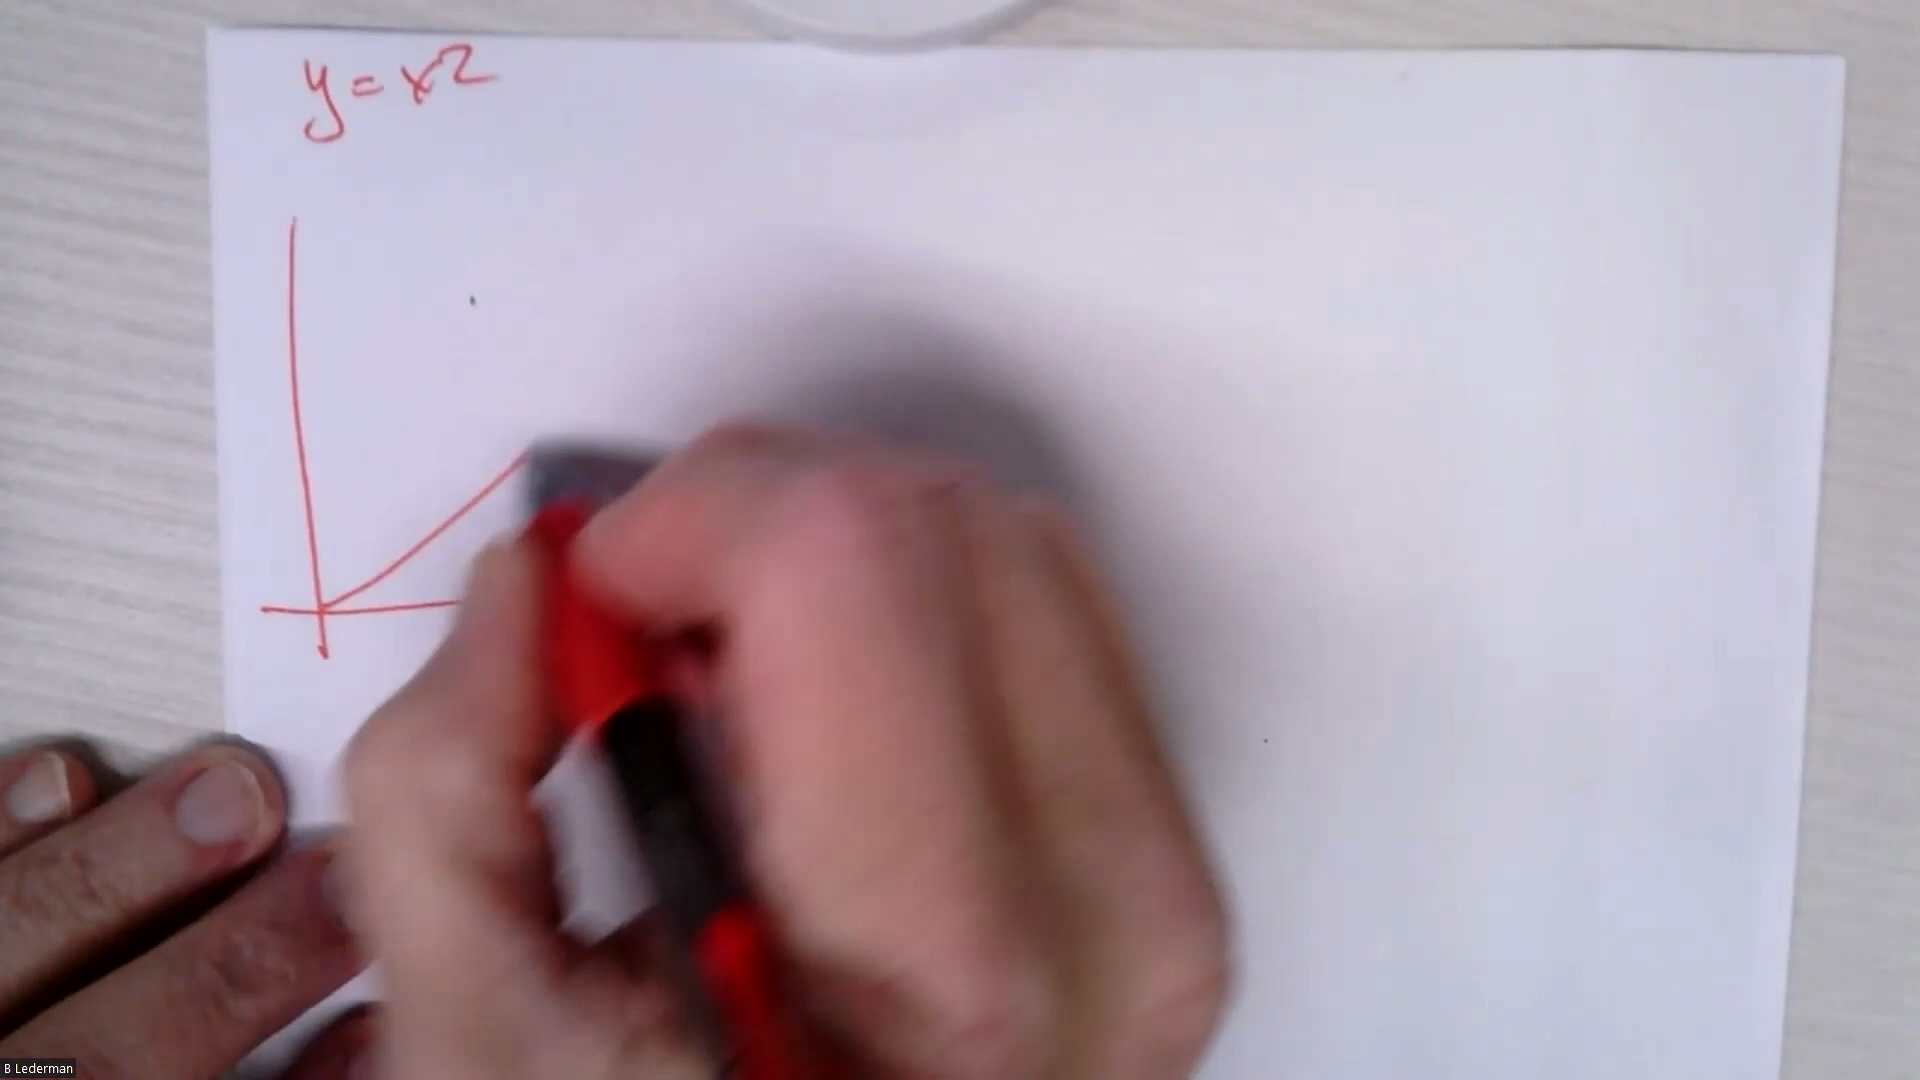 y = x2
B Lederman